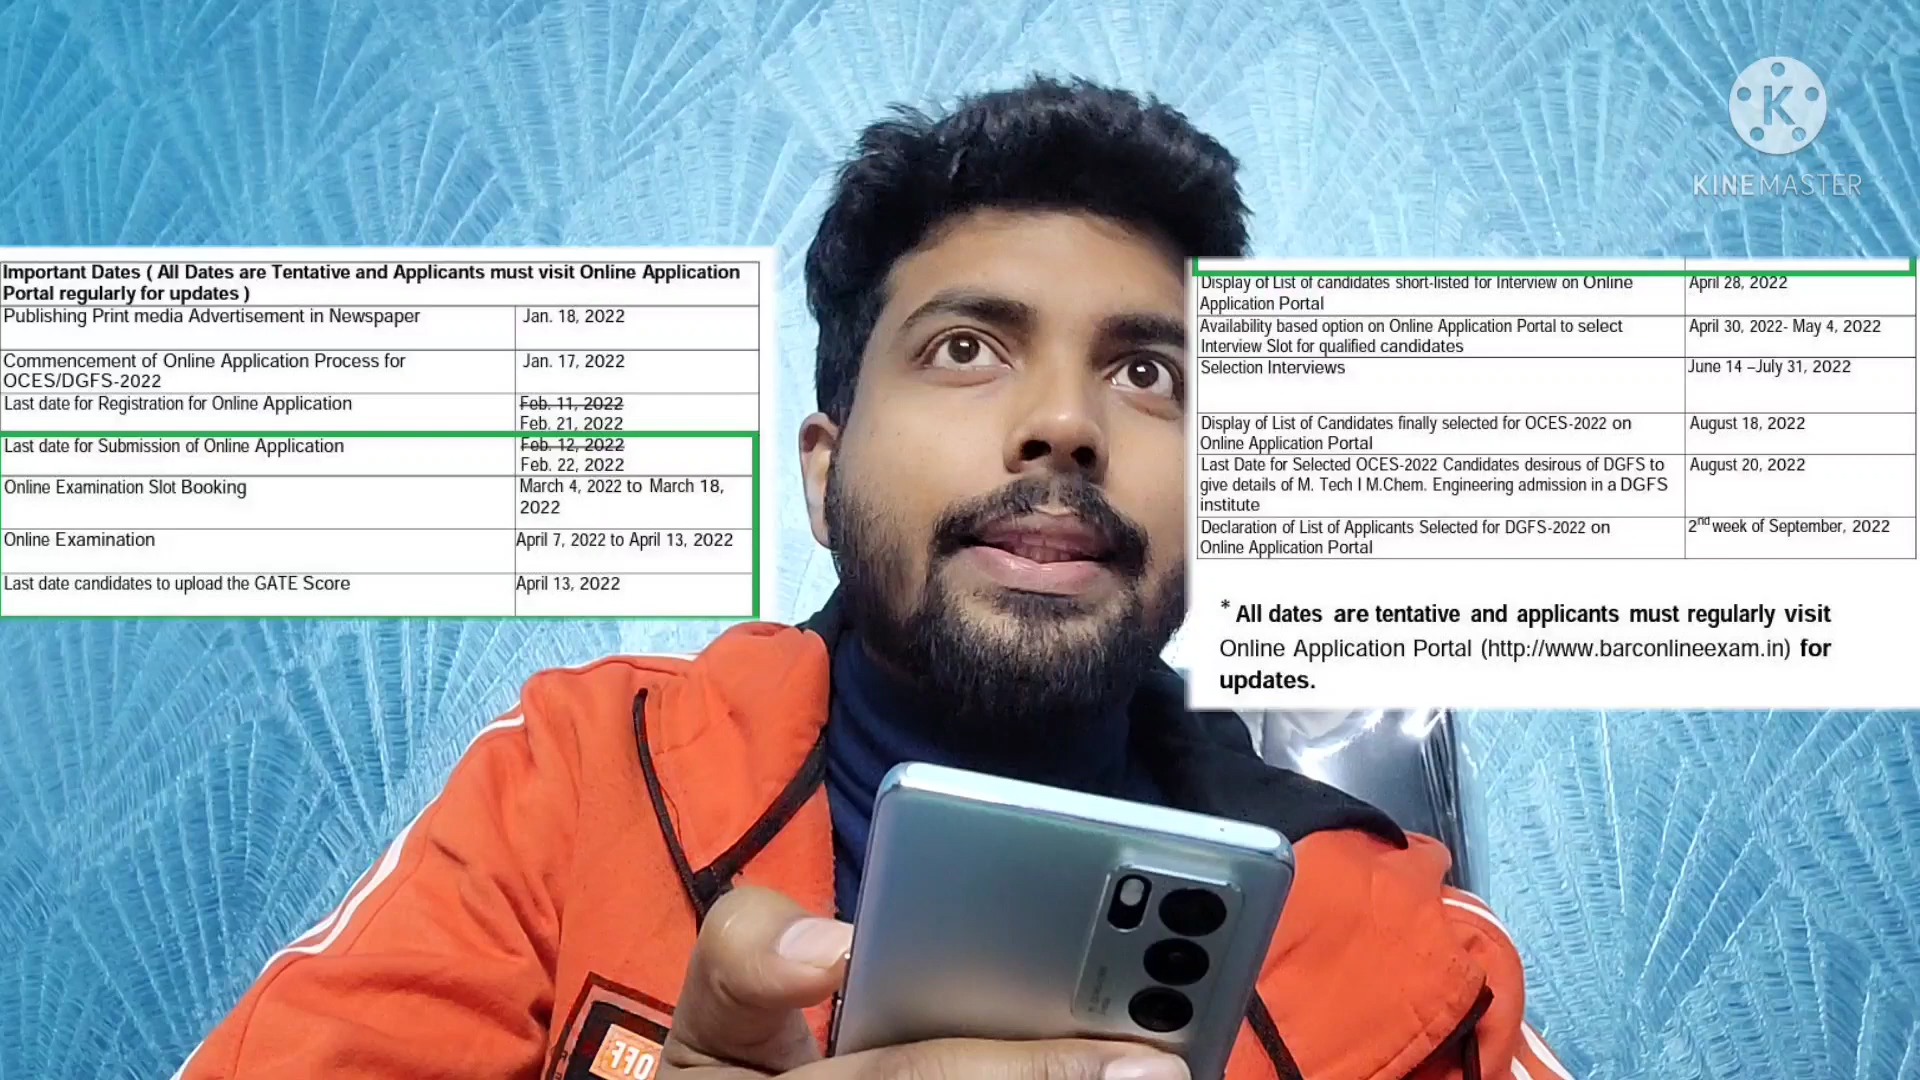 KINEMASTER
Important Dates ( All Dates are Tentative and Applicants must visit Online Application
Portal regularly for updates )
Publishing Print media Advertisement in Newspaper Jan. 18, 2022
Commencement of Online Application Process for Jan. 17, 2022
OCES/DGFS-2022
Last date for Registration for Online Application Feb. 11, 2022
Feb. 21, 2022
Last date for Submission of Online Application Feb. 12, 2022
Feb. 22, 2022
Online Examination Slot Booking March 4, 2022 to March 18,
2022
Online Examination April 7, 2022 to April 13, 2022
Last date candidates to upload the GATE Score April 13, 2022
Display of List of candidates short-listed for Interview on Online April 28, 2022
Application Portal
Availability based option on Online Application Portal to select April 30, 2022- May 4, 2022
Interview Slot for qualified candidates
Selection Interviews June 14 –July 31, 2022
Display of List of Candidates finally selected for OCES-2022 on August 18, 2022
Online Application Portal
Last Date for Selected OCES-2022 Candidates desirous of DGFS to August 20, 2022
give details of M. Tech I M.Chem. Engineering admission in a DGFS
institute
Declaration of List of Applicants Selected for DGFS-2022 on 2nd week of September, 2022
Online Application Portal
* All dates are tentative and applicants must regularly visit
Online Application Portal (http://www.barconlineexam.in) for
updates.
OFF